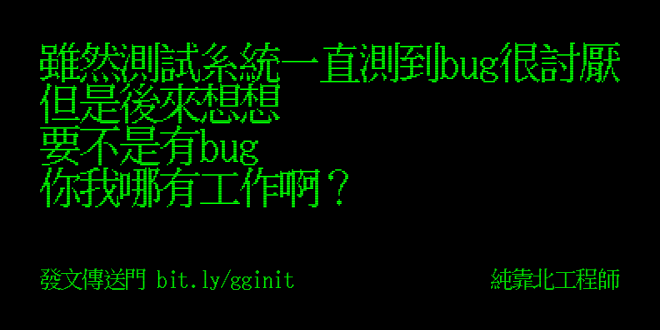 雖然測試系統一直測到bug很討厭
但是後來想想
要不是有bug
你我哪有工作啊？
發文傳送門 bit.ly/gginit
純靠北工程師